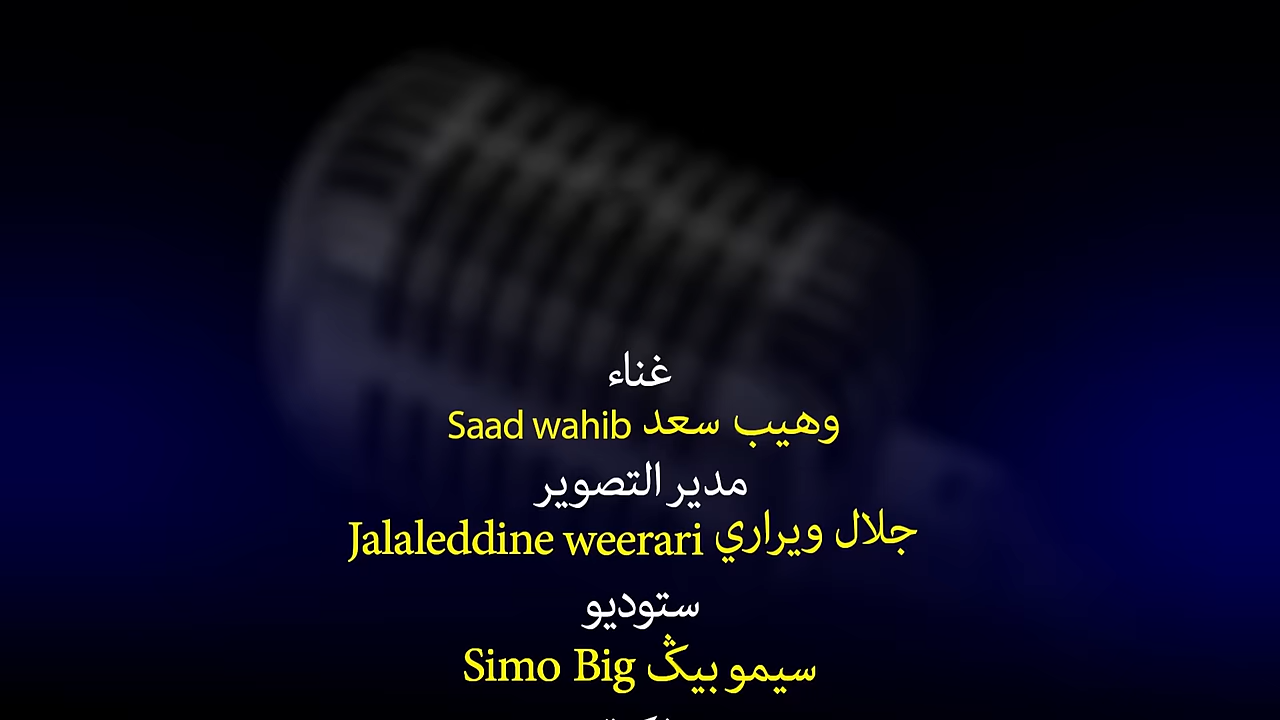 غناء
وهيب سعد Saad wahib
مدير التصوير
جلال ويراري Jalaleddine weerari
ستوديو
سيمو بيݣ Simo Big